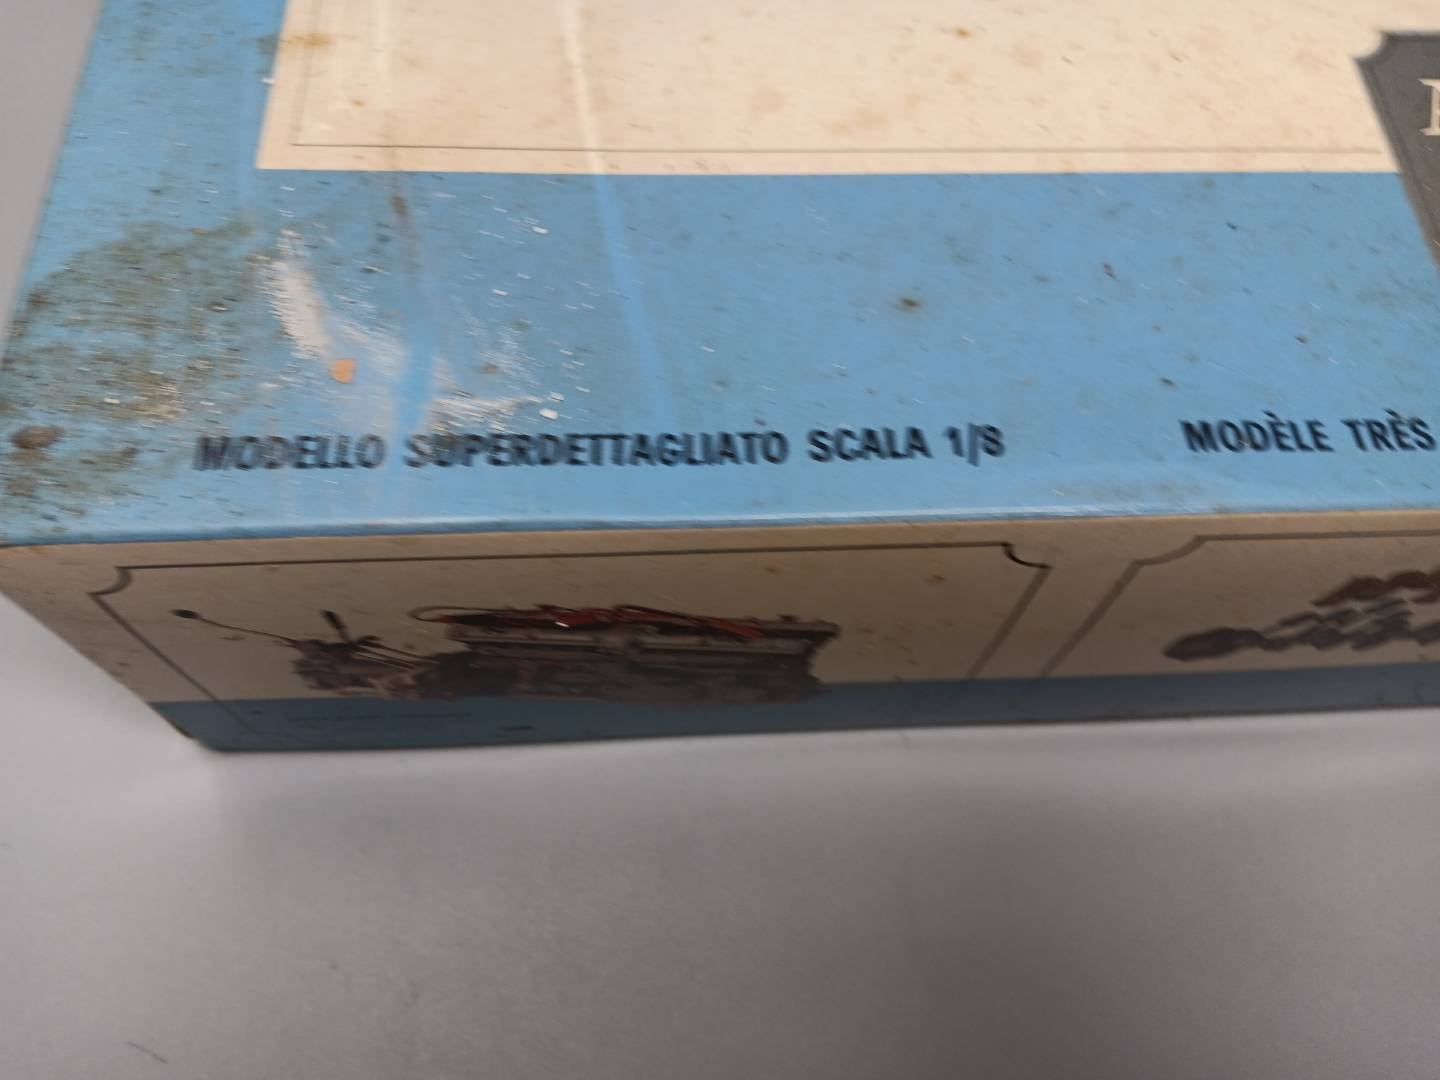 MODELLO SUPERDETTAGLIATO SCALA 1/8
MODÈLE TRÈS